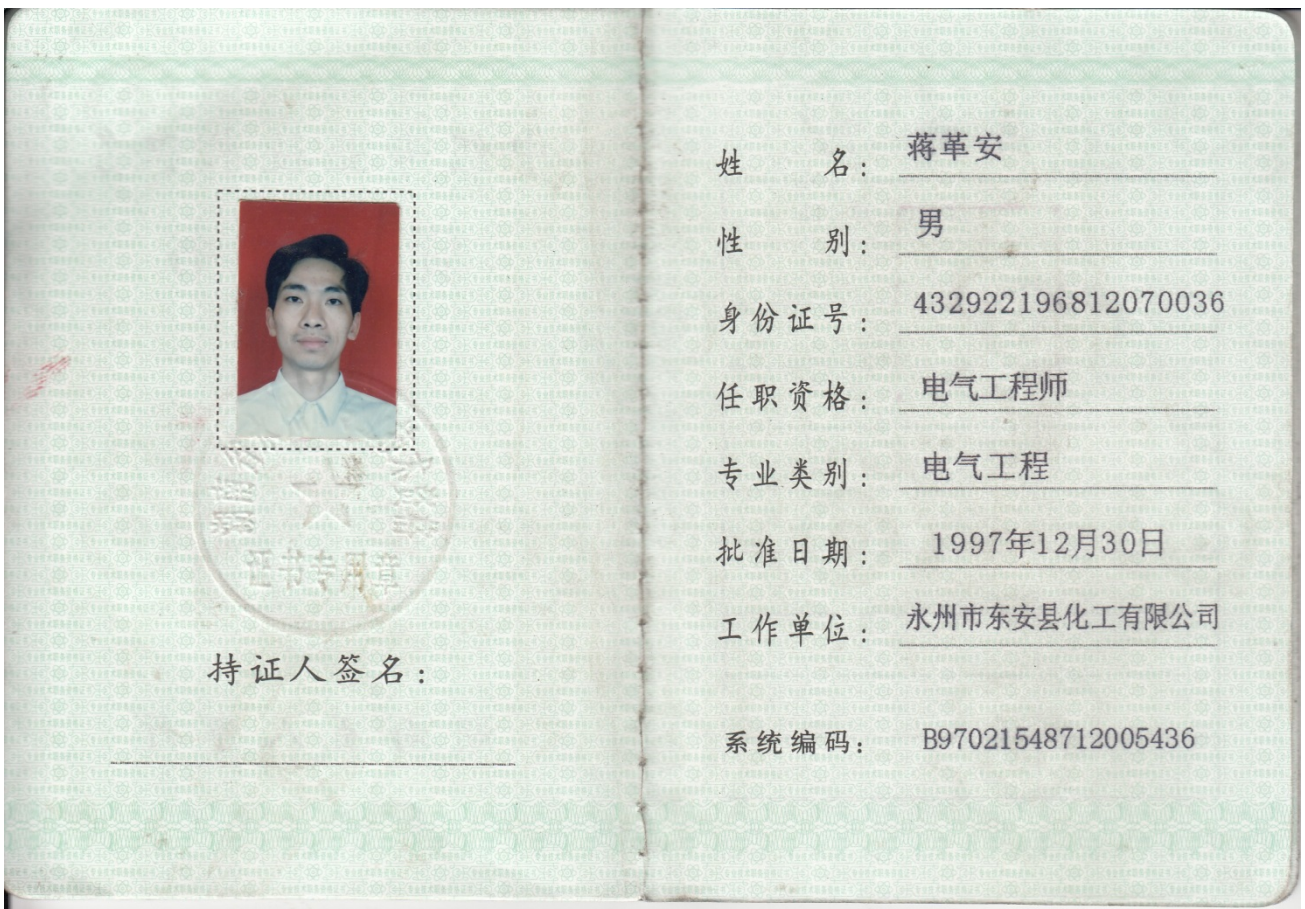 持证人签名：
证书专用章
姓名： 蒋革安
性别： 男
身份证号： 432922196812070036
任职资格： 电气工程师
专业类别： 电气工程
批准日期： 1997年12月30日
工作单位： 永州市东安县化工有限公司
系统编码： B97021548712005436